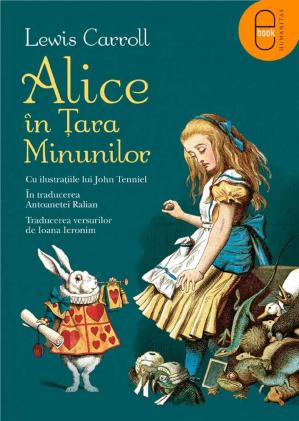 Lewis Carroll
e
book
HUMANITAS
Alice
în Țara
Minunilor
Cu ilustrațiile lui John Tenniel
În traducerea
Antoanetei Ralian
Traducerea versurilor
de Ioana Ieronim